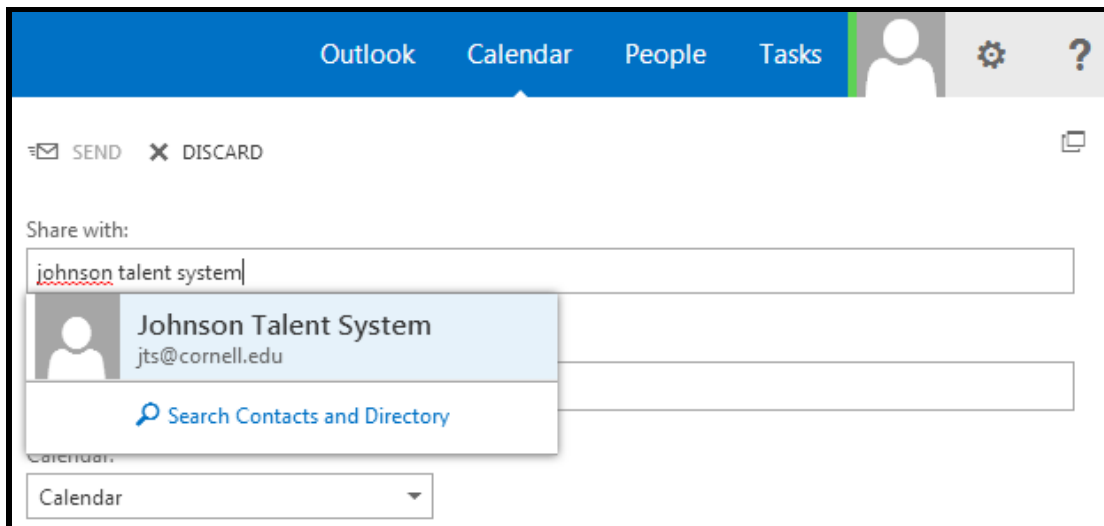 Outlook Calendar People Tasks ?
SEND DISCARD
Share with:
johnson talent system
Johnson Talent System
jts@cornell.edu
Search Contacts and Directory
Calendar:
Calendar